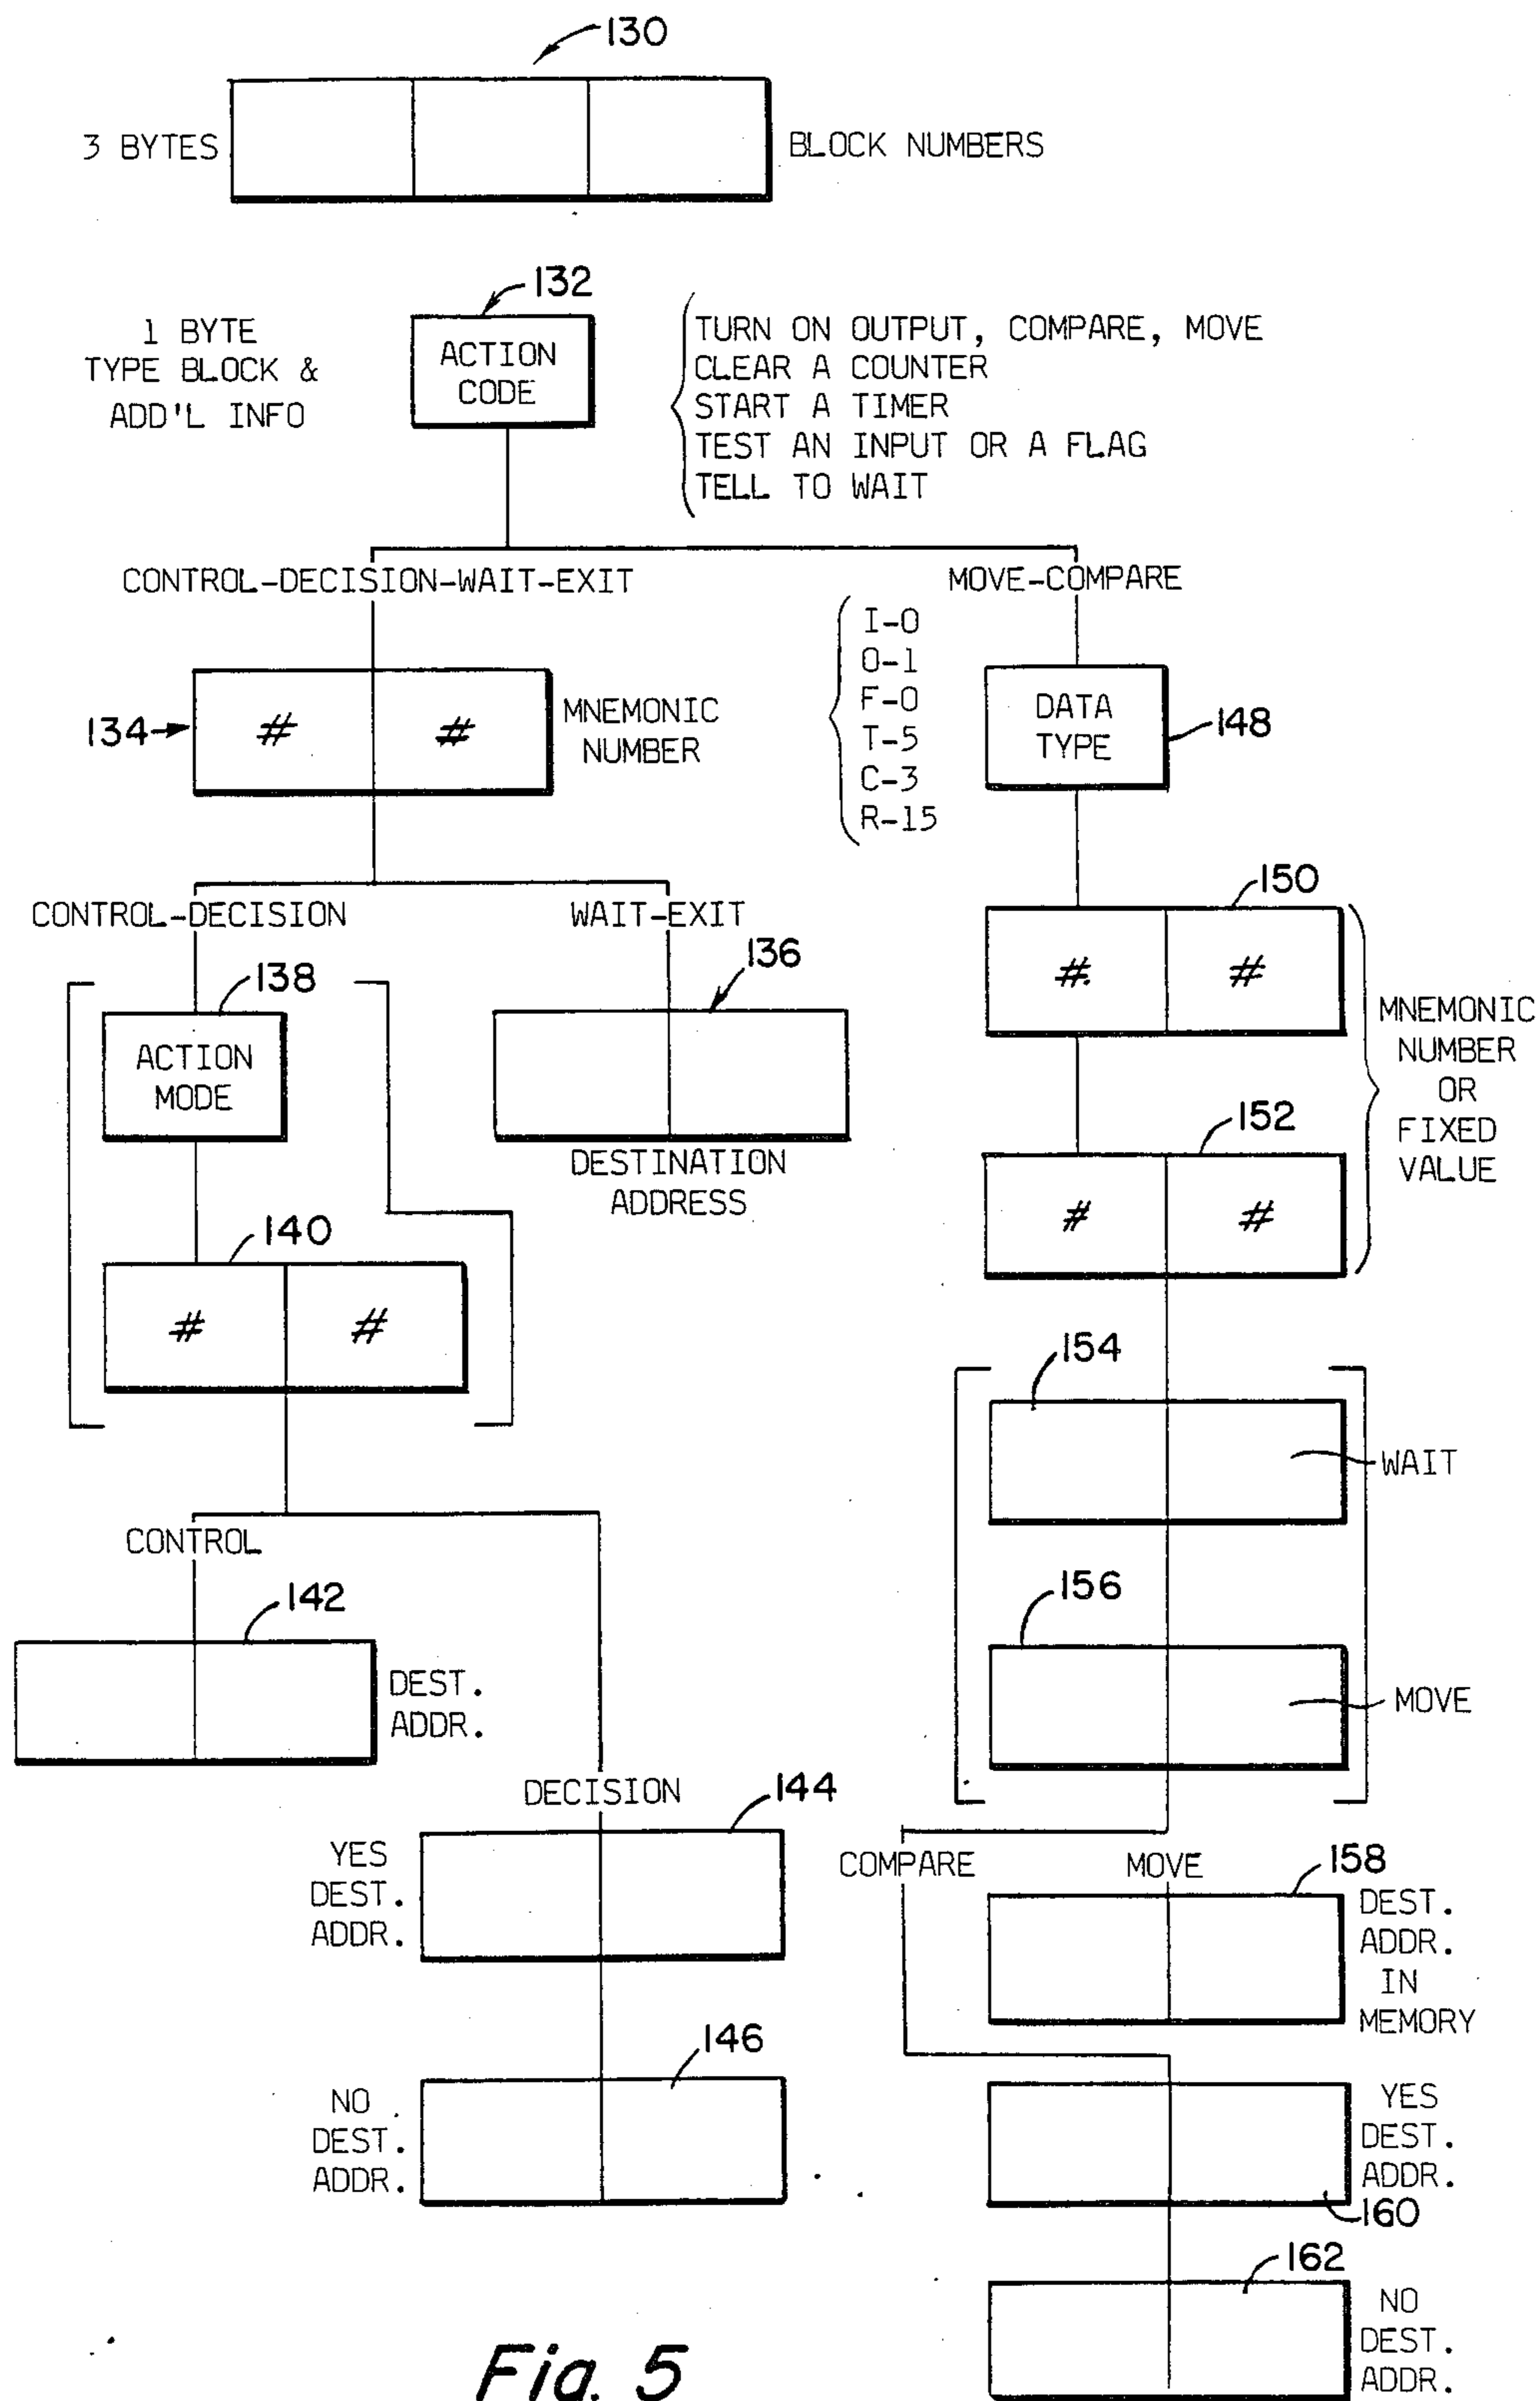 130
3 BYTES
BLOCK NUMBERS
132
1 BYTE
TYPE BLOCK &
ADD'L INFO
ACTION
CODE
TURN ON OUTPUT, COMPARE, MOVE
CLEAR A COUNTER
START A TIMER
TEST AN INPUT OR A FLAG
TELL TO WAIT
CONTROL-DECISION-WAIT-EXIT
MOVE-COMPARE
134
# #
MNEMONIC
NUMBER
I-0
O-1
F-0
T-5
C-3
R-15
DATA
TYPE
148
CONTROL-DECISION
WAIT-EXIT
138
ACTION
MODE
136
DESTINATION
ADDRESS
150
# #
152
# #
MNEMONIC
NUMBER
OR
FIXED
VALUE
140
# #
154
WAIT
156
MOVE
CONTROL
142
DEST.
ADDR.
DECISION
144
YES
DEST.
ADDR.
146
NO
DEST.
ADDR.
COMPARE
MOVE
158
DEST.
ADDR.
IN
MEMORY
YES
DEST.
ADDR.
160
162
NO
DEST.
ADDR.
Fig. 5